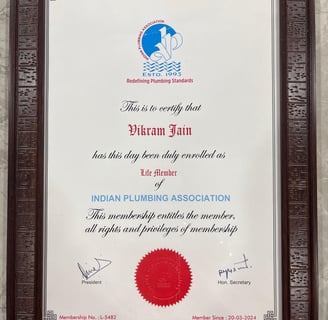 INDIAN PLUMBING ASSOCIATION
ESTD. 1993
Redefining Plumbing Standards
This is to certify that
Vikram Jain
has this day been duly enrolled as
Life Member
of
INDIAN PLUMBING ASSOCIATION
This membership entitles the member,
all rights and privileges of membership
President
Hon. Secretary
Membership No. : L-5482
Member Since : 20-03-2024